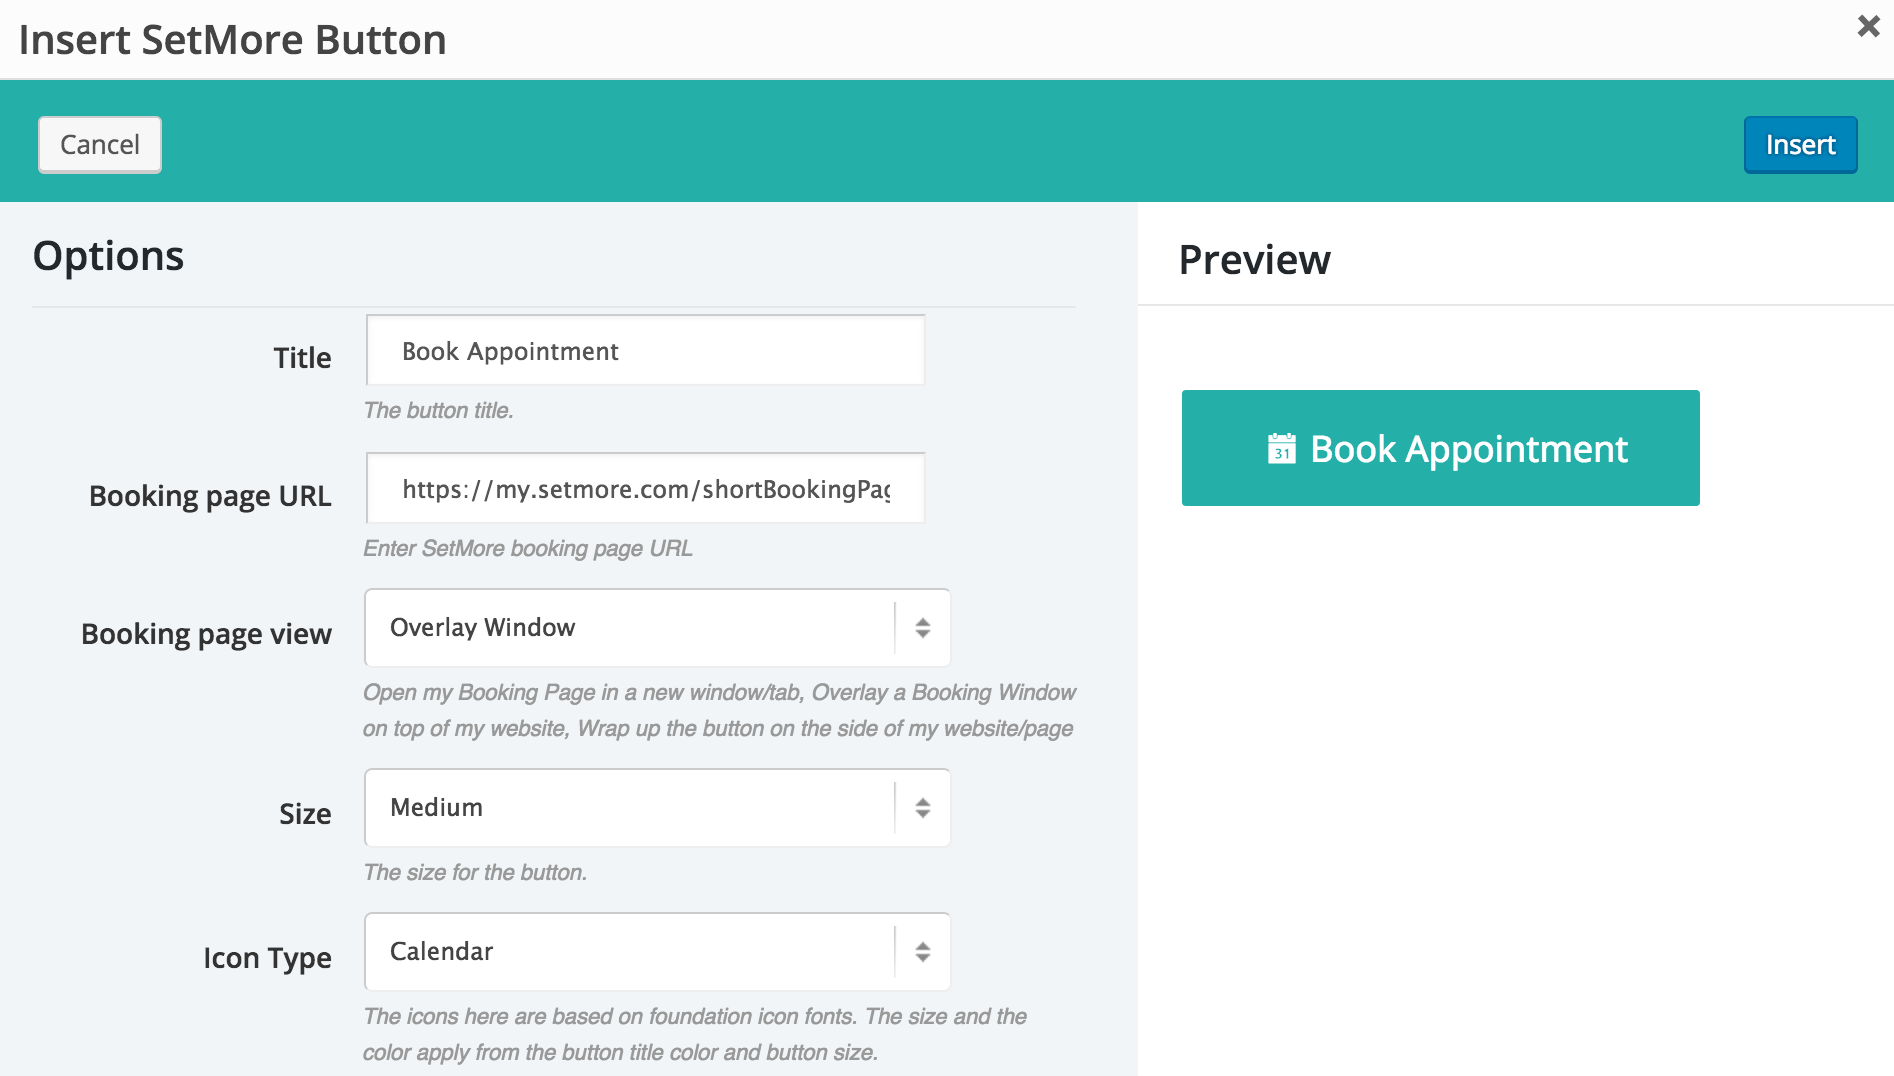 Insert SetMore Button
Cancel
Insert
Options
Title
Book Appointment
The button title.
Booking page URL
https://my.setmore.com/shortBookingPag
Enter SetMore booking page URL
Booking page view
Overlay Window
Open my Booking Page in a new window/tab, Overlay a Booking Window
on top of my website, Wrap up the button on the side of my website/page
Size
Medium
The size for the button.
Icon Type
Calendar
The icons here are based on foundation icon fonts. The size and the
color apply from the button title color and button size.
Preview
31 Book Appointment